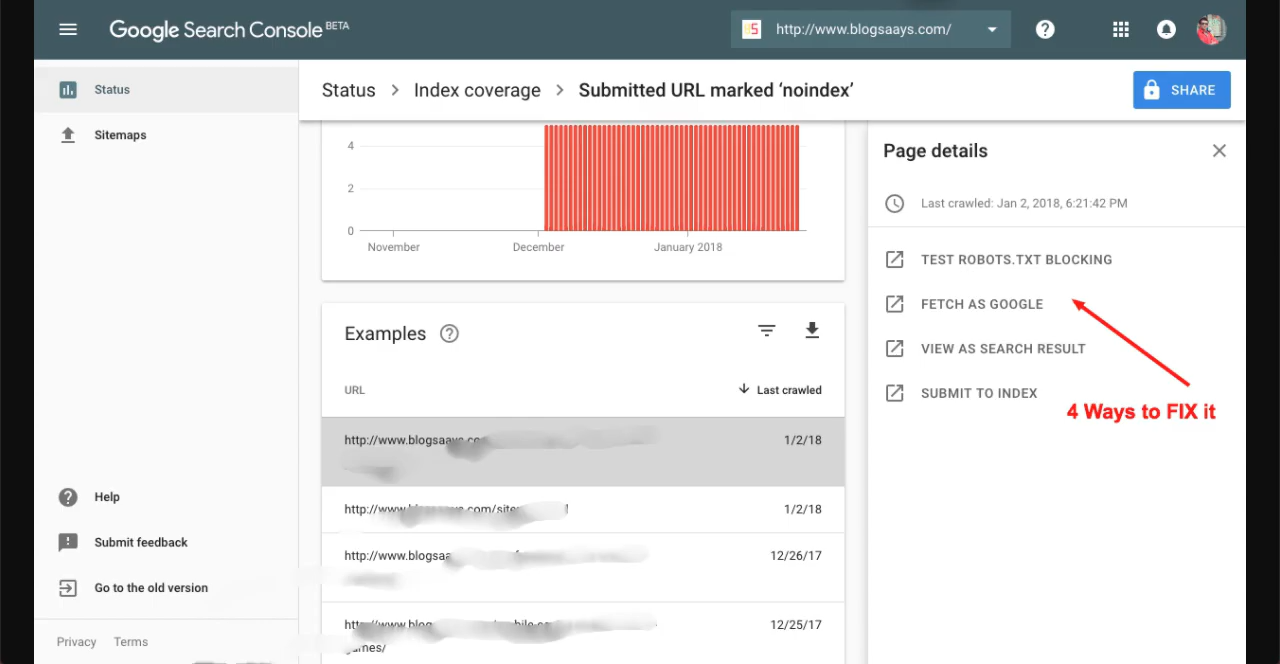 Google Search Console BETA
http://www.blogsaays.com/
Status
Sitemaps
Status > Index coverage > Submitted URL marked ‘noindex’
SHARE
4
2
0
November December January 2018
Page details
Last crawled: Jan 2, 2018, 6:21:42 PM
TEST ROBOTS.TXT BLOCKING
FETCH AS GOOGLE
VIEW AS SEARCH RESULT
SUBMIT TO INDEX
4 Ways to FIX it
Examples
URL Last crawled
http://www.blogsaays.co 1/2/18
http://www. .com/site 1/2/18
http://www.blogsaa 12/26/17
http://www.blog 12/25/17
games/
Help
Submit feedback
Go to the old version
Privacy Terms